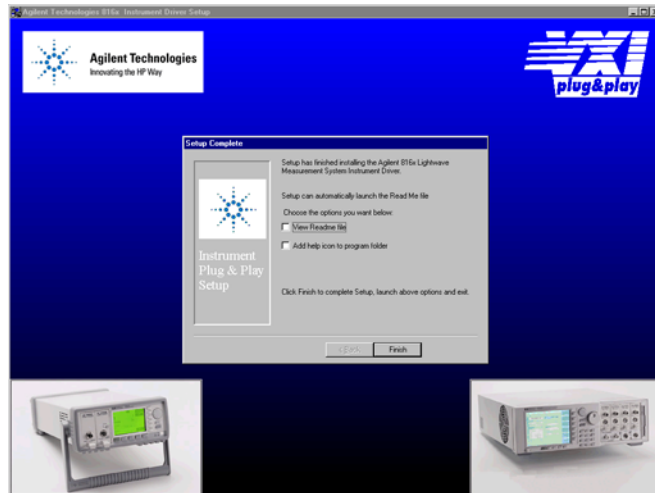 Agilent Technologies 816x Instrument Driver Setup
Agilent Technologies
Innovating the HP Way
VXI
plug&play
Setup Complete
Setup has finished installing the Agilent 816x Lightwave
Measurement System Instrument Driver.
Setup can automatically launch the Read Me file
Choose the options you want below:
View Readme file
Add help icon to program folder
Instrument
Plug & Play
Setup
Click Finish to complete Setup, launch above options and exit.
< Back
Finish